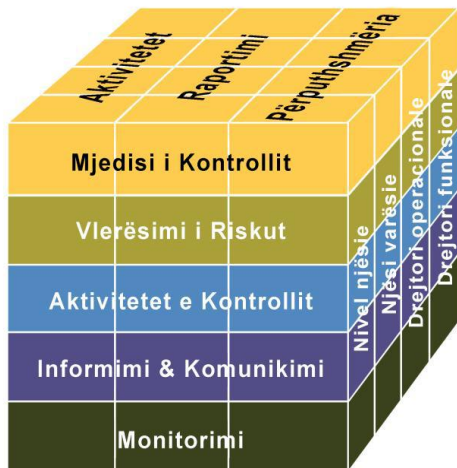 Aktivitetet
Raportimi
Përputhshmëria
Mjedisi i Kontrollit
Vlerësimi i Riskut
Aktivitetet e Kontrollit
Informimi & Komunikimi
Monitorimi
Nivel njësie
Njësi varësie
Drejtori operacionale
Drejtori funksionale